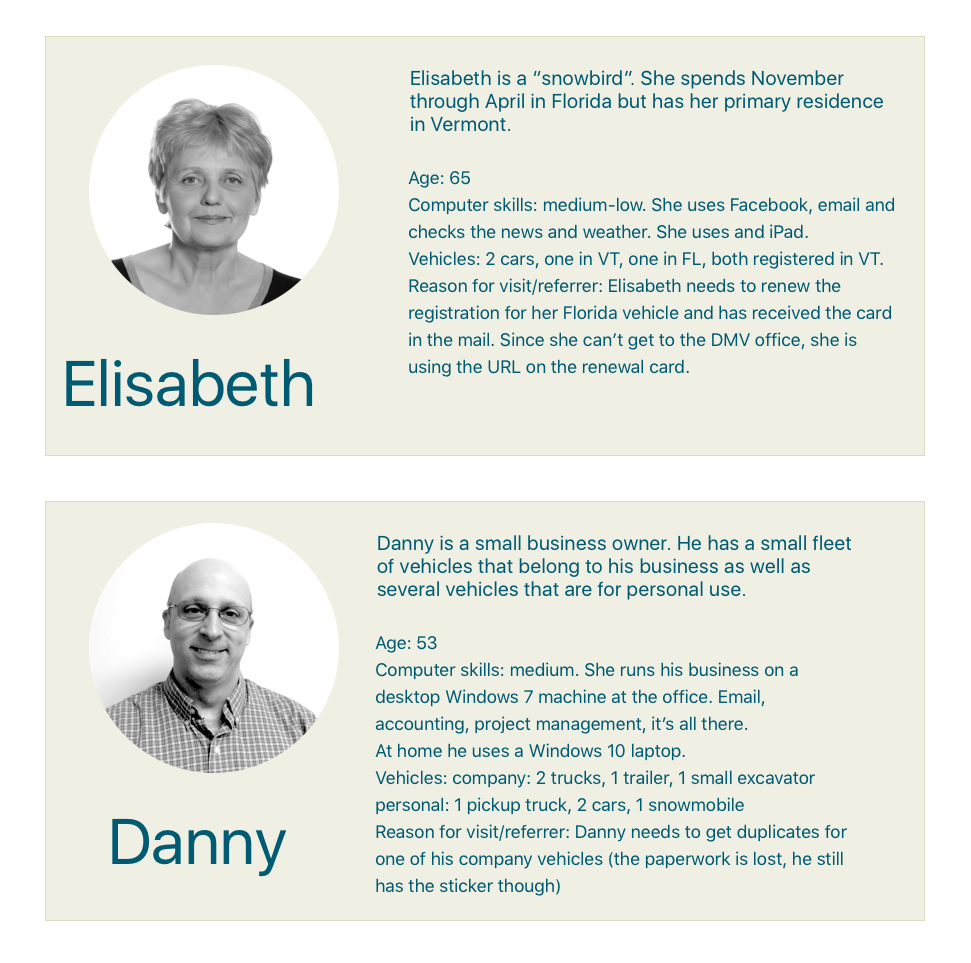 Elisabeth is a “snowbird”. She spends November
through April in Florida but has her primary residence
in Vermont.
Age: 65
Computer skills: medium-low. She uses Facebook, email and
checks the news and weather. She uses and iPad.
Vehicles: 2 cars, one in VT, one in FL, both registered in VT.
Reason for visit/referrer: Elisabeth needs to renew the
registration for her Florida vehicle and has received the card
in the mail. Since she can’t get to the DMV office, she is
using the URL on the renewal card.
Elisabeth
Danny is a small business owner. He has a small fleet
of vehicles that belong to his business as well as
several vehicles that are for personal use.
Age: 53
Computer skills: medium. She runs his business on a
desktop Windows 7 machine at the office. Email,
accounting, project management, it’s all there.
At home he uses a Windows 10 laptop.
Vehicles: company: 2 trucks, 1 trailer, 1 small excavator
personal: 1 pickup truck, 2 cars, 1 snowmobile
Reason for visit/referrer: Danny needs to get duplicates for
one of his company vehicles (the paperwork is lost, he still
has the sticker though)
Danny